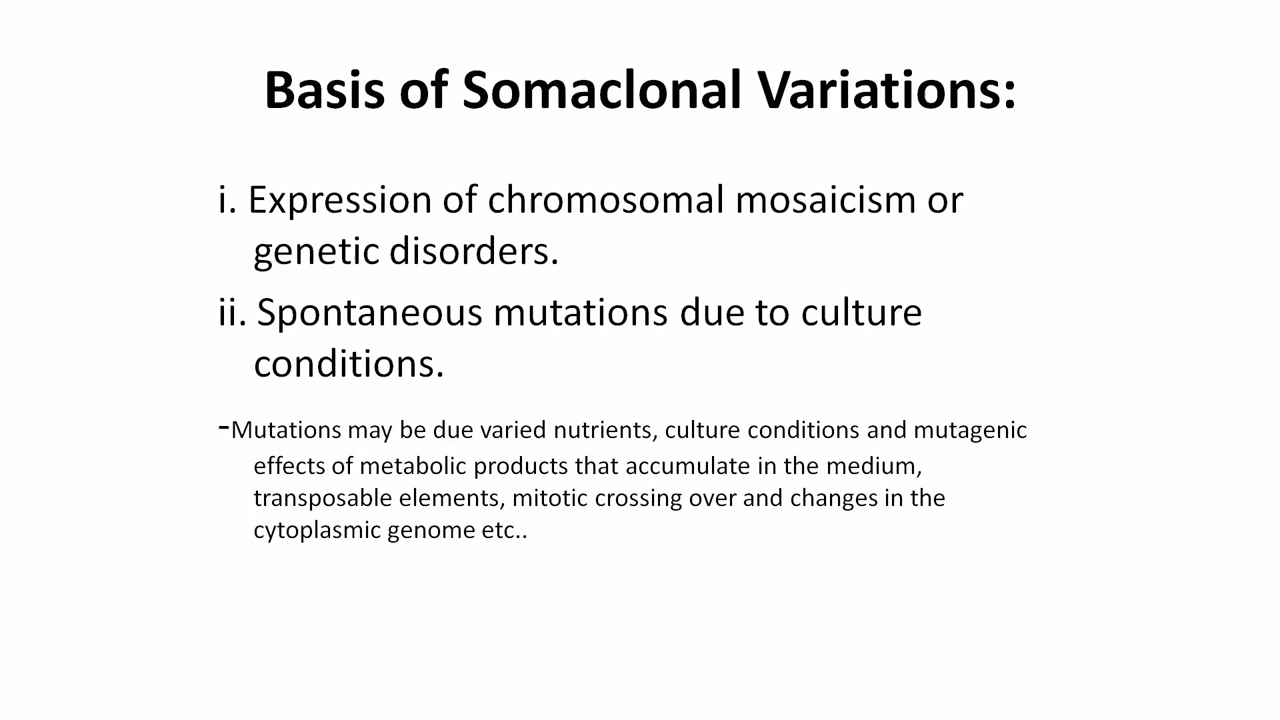 Basis of Somaclonal Variations:
i. Expression of chromosomal mosaicism or
genetic disorders.
ii. Spontaneous mutations due to culture
conditions.
-Mutations may be due varied nutrients, culture conditions and mutagenic
effects of metabolic products that accumulate in the medium,
transposable elements, mitotic crossing over and changes in the
cytoplasmic genome etc..